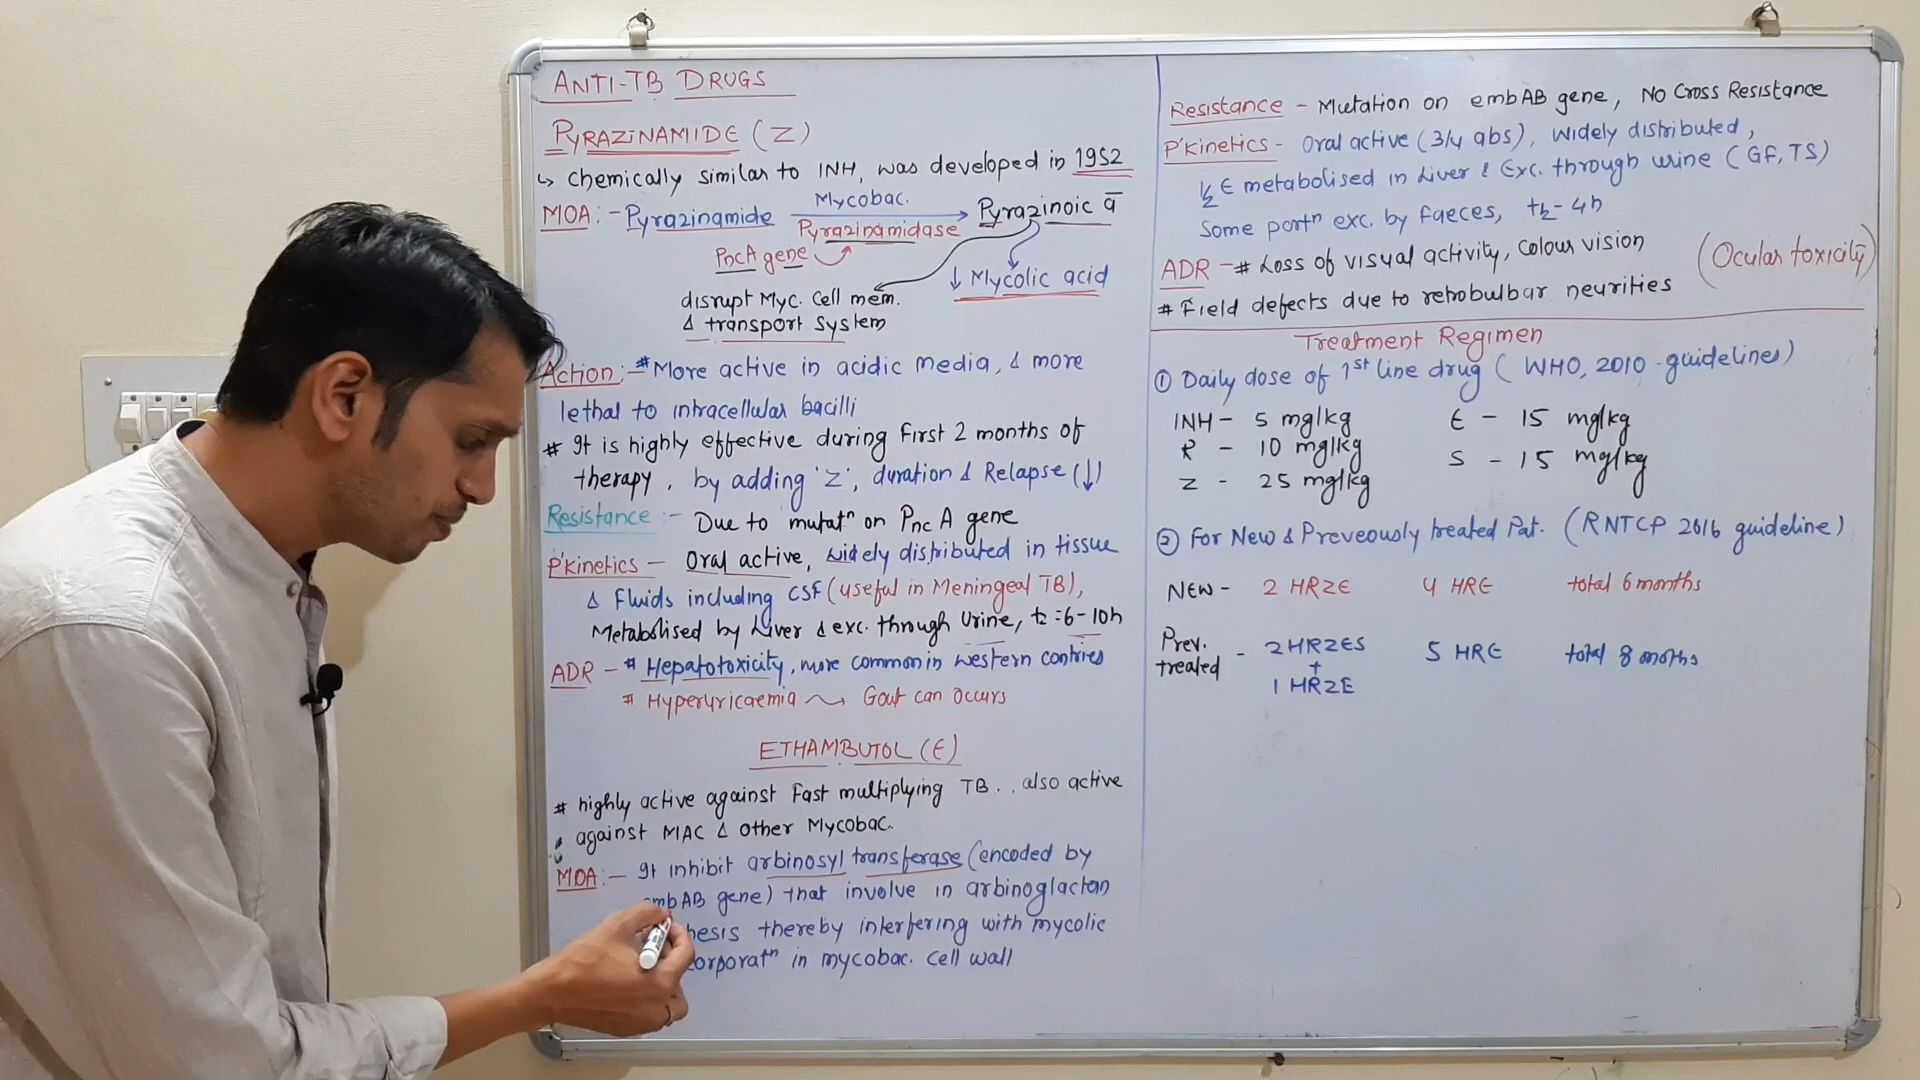 ANTI-TB DRUGS
PYRAZINAMIDE (Z)
↳ chemically similar to INH, was developed in 1952
MOA:- Pyrazinamide Mycobac. Pyrazinoic ā
Pyrazinamidase
PncA gene
↓ Mycolic acid
disrupt Myc. Cell mem.
& transport system
Action:- # More active in acidic media, & more
lethal to intracellular bacilli
# It is highly effective during first 2 months of
therapy, by adding 'Z', duration & Relapse (↓)
Resistance:- Due to mutatⁿ on PncA gene
P'kinetics - Oral active, widely distributed in tissue
& Fluids including CSF (useful in Meningeal TB),
Metabolised by Liver & exc. through Urine, t½=6-10h
ADR - # Hepatotoxicity, more common in western contries
# Hyperuricaemia ⟿ Gout can occurs
ETHAMBUTOL (E)
# highly active against Fast multiplying TB.. also active
against MAC & other Mycobac.
MOA:- It inhibit arbinosyl transferase (encoded by
embAB gene) that involve in arbinoglactan
hesis thereby interfering with mycolic
corporatⁿ in mycobac. cell wall
Resistance - Mutation on embAB gene, No Cross Resistance
P'kinetics - Oral active (3/4 abs), widely distributed,
½ E metabolised in Liver & Exc. through urine (GF, TS)
Some portⁿ exc. by faeces, t½-4h
ADR - # Loss of visual activity, colour vision
(Ocular toxicity)
# Field defects due to retrobulbar neurities
Treatment Regimen
① Daily dose of 1st line drug (WHO, 2010-guidelines)
INH - 5 mg/kg E - 15 mg/kg
R - 10 mg/kg S - 15 mg/kg
Z - 25 mg/kg
② For New & Preveously treated Pat. (RNTCP 2016 guideline)
NEW - 2 HRZE 4 HRE total 6 months
Prev. treated - 2HRZES + 1 HRZE 5 HRE total 8 moths